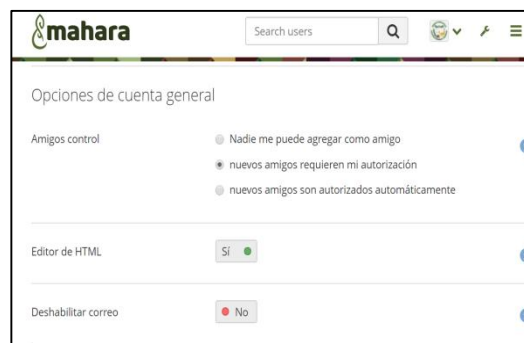 mahara
Search users
Opciones de cuenta general
Amigos control
Nadie me puede agregar como amigo
nuevos amigos requieren mi autorización
nuevos amigos son autorizados automáticamente
Editor de HTML
Sí
Deshabilitar correo
No